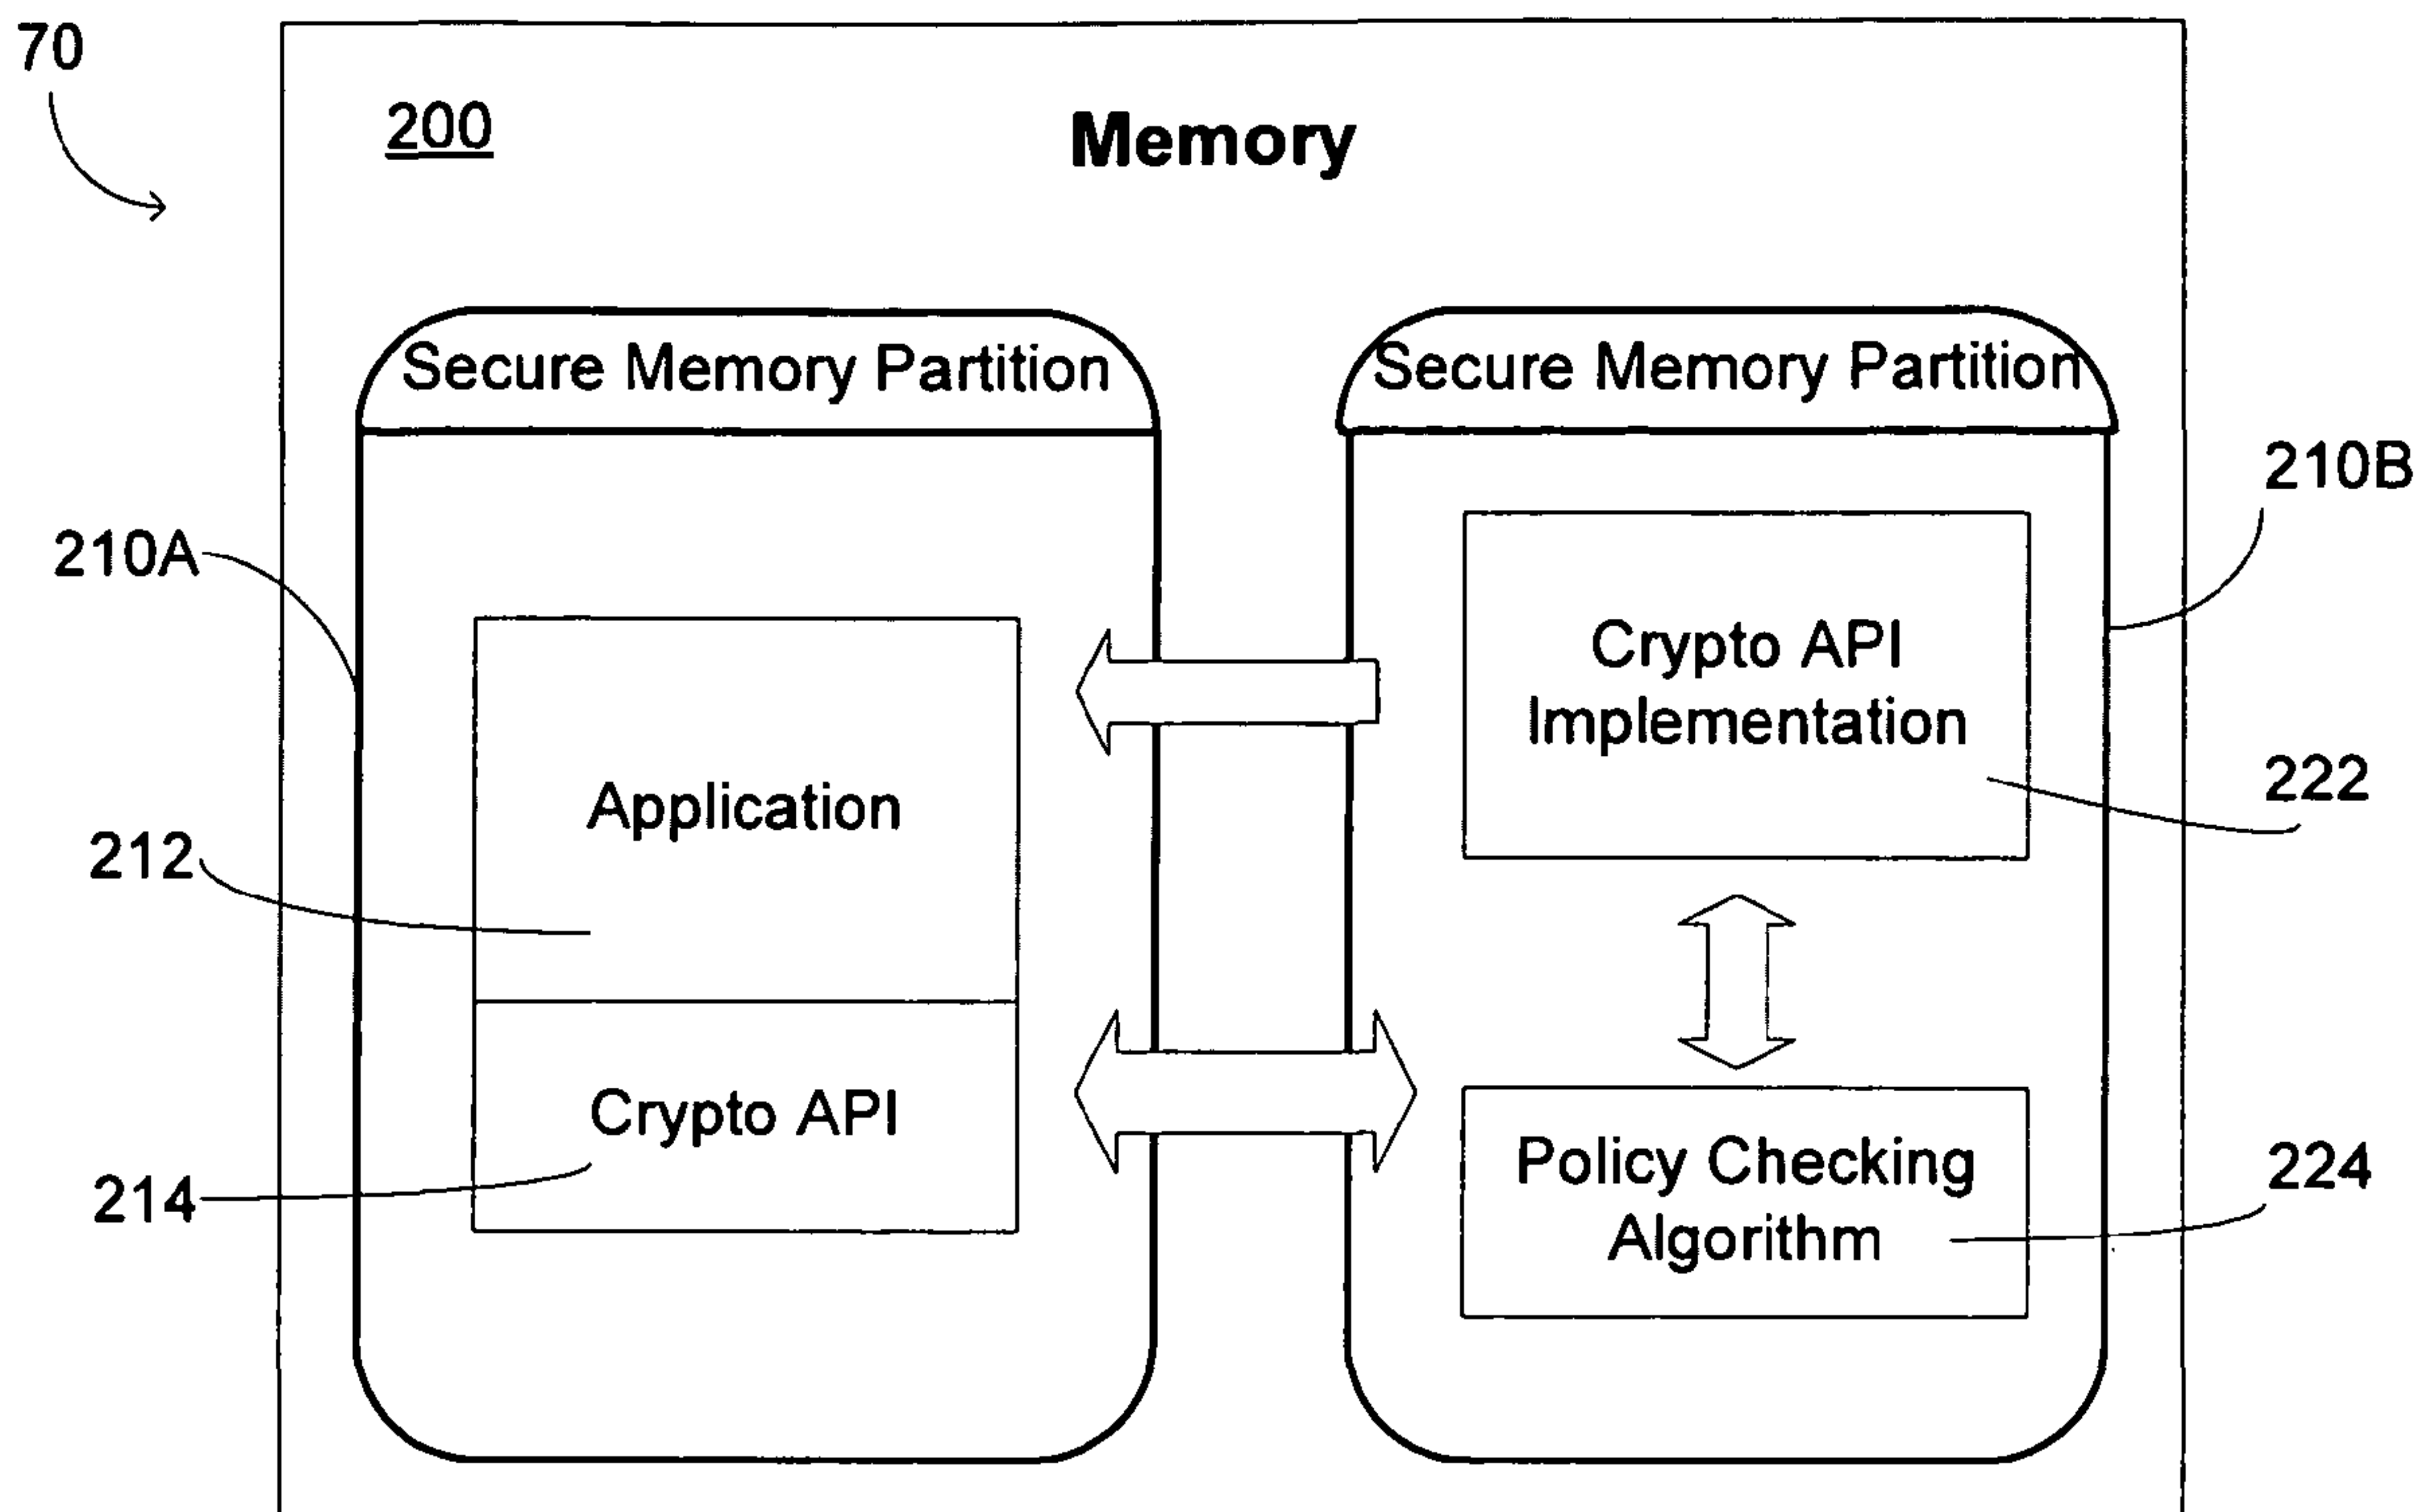 70
200
Memory
Secure Memory Partition
Secure Memory Partition
210A
210B
Application
212
Crypto API
214
Crypto API
Implementation
222
Policy Checking
Algorithm
224